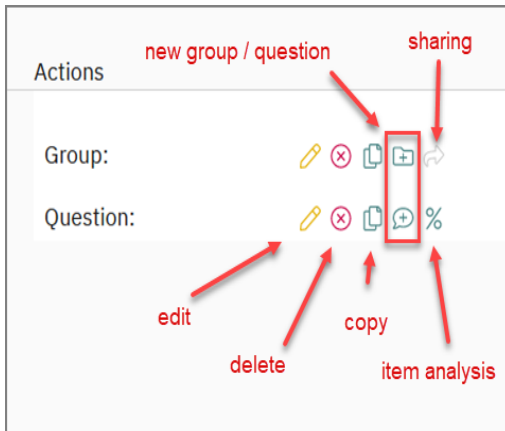 new group / question
sharing
Actions
Group:
Question:
%
edit
copy
delete
item analysis